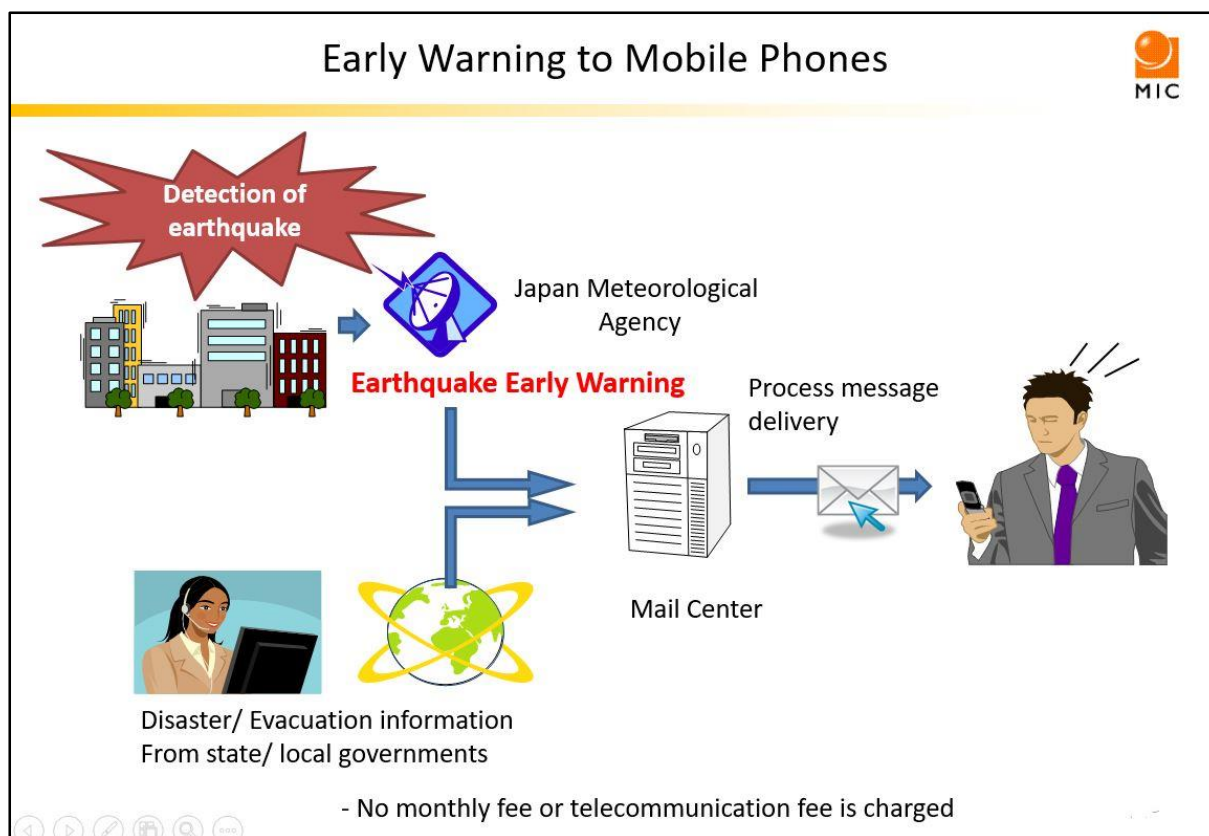 Early Warning to Mobile Phones
MIC
Detection of
earthquake
Japan Meteorological
Agency
Earthquake Early Warning
Process message
delivery
Mail Center
Disaster/ Evacuation information
From state/ local governments
- No monthly fee or telecommunication fee is charged